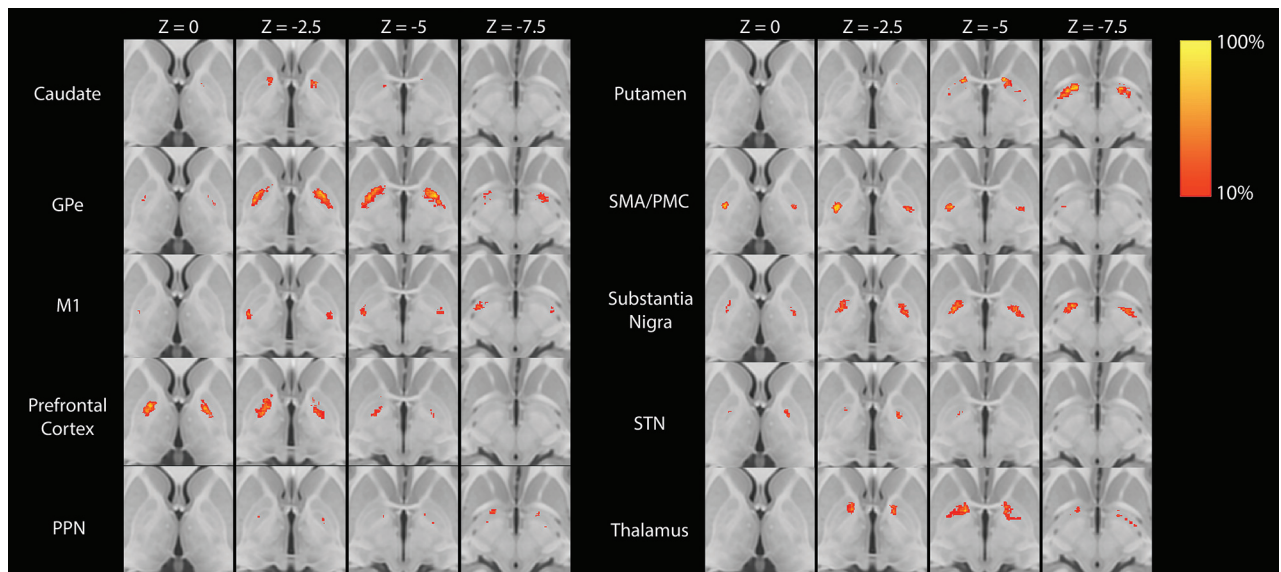 Z = 0 Z = -2.5 Z = -5 Z = -7.5
Caudate
GPe
M1
Prefrontal
Cortex
PPN
Z = 0 Z = -2.5 Z = -5 Z = -7.5
Putamen
SMA/PMC
Substantia
Nigra
STN
Thalamus
100%
10%